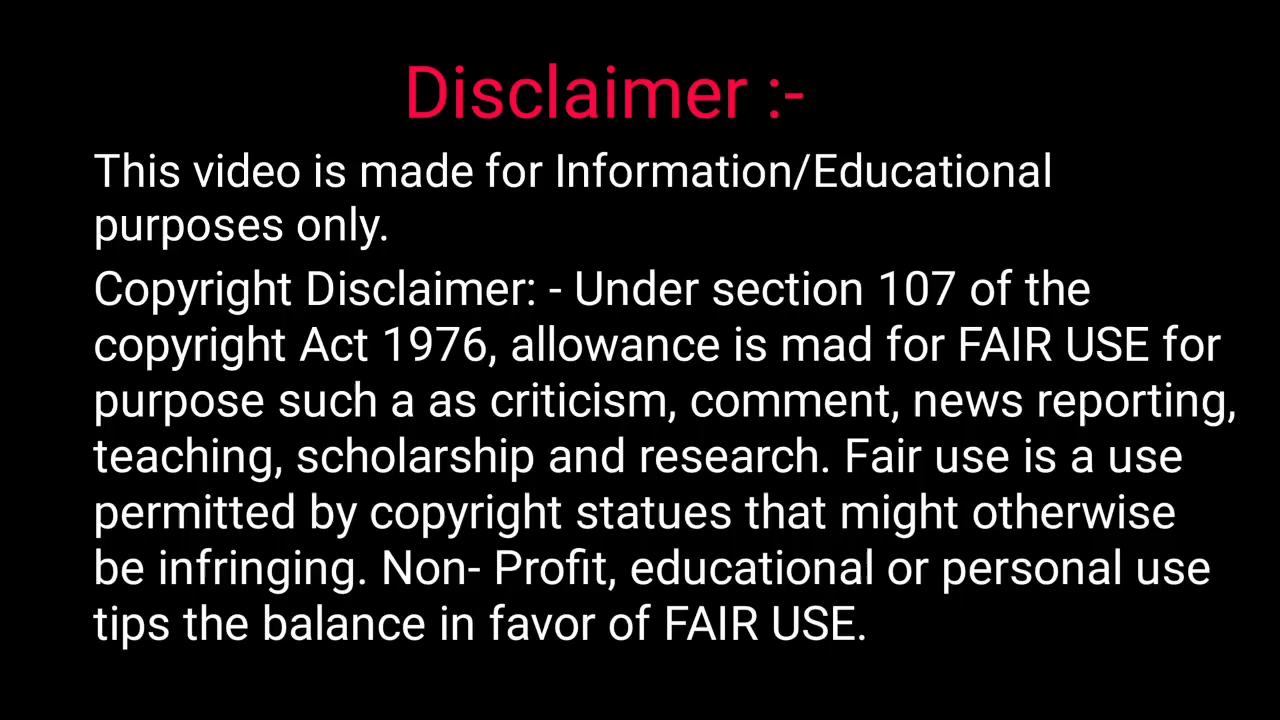 Disclaimer :-
This video is made for Information/Educational
purposes only.
Copyright Disclaimer: - Under section 107 of the
copyright Act 1976, allowance is mad for FAIR USE for
purpose such a as criticism, comment, news reporting,
teaching, scholarship and research. Fair use is a use
permitted by copyright statues that might otherwise
be infringing. Non- Profit, educational or personal use
tips the balance in favor of FAIR USE.